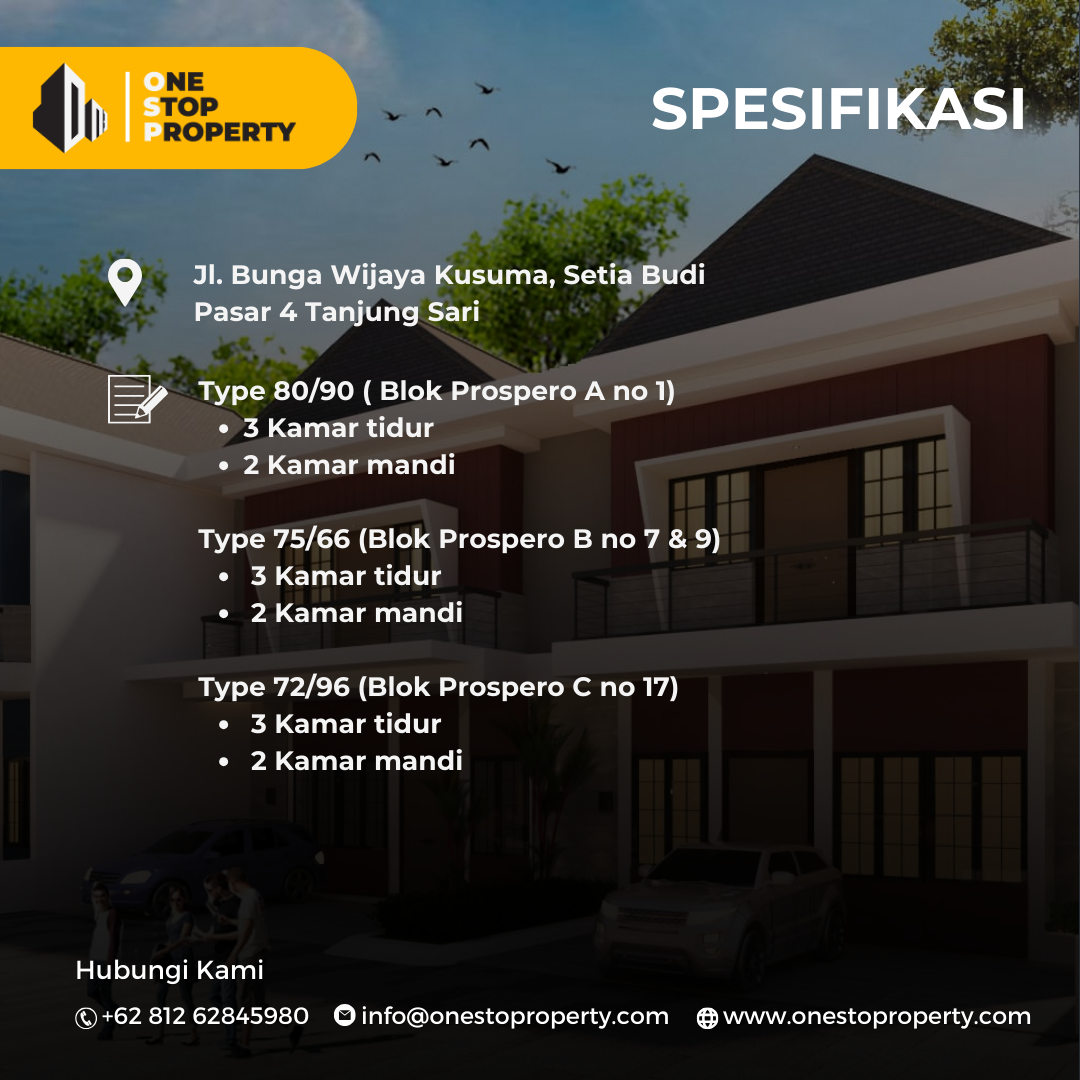 ONE
STOP
PROPERTY
SPESIFIKASI
Jl. Bunga Wijaya Kusuma, Setia Budi
Pasar 4 Tanjung Sari
Type 80/90 ( Blok Prospero A no 1)
• 3 Kamar tidur
• 2 Kamar mandi
Type 75/66 (Blok Prospero B no 7 & 9)
• 3 Kamar tidur
• 2 Kamar mandi
Type 72/96 (Blok Prospero C no 17)
• 3 Kamar tidur
• 2 Kamar mandi
Hubungi Kami
+62 812 62845980 info@onestoproperty.com www.onestoproperty.com